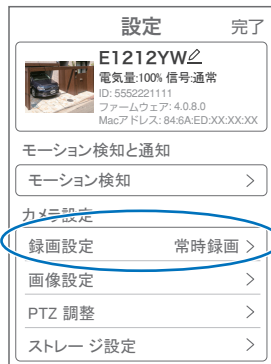 設定 完了
E1212YW
電気量:100% 信号:通常
ID: 5552221111
ファームウェア: 4.0.8.0
Macアドレス: 84:6A:ED:XX:XX:XX
モーション検知と通知
モーション検知 >
カメラ設定
録画設定 常時録画 >
画像設定 >
PTZ 調整 >
ストレージ設定 >